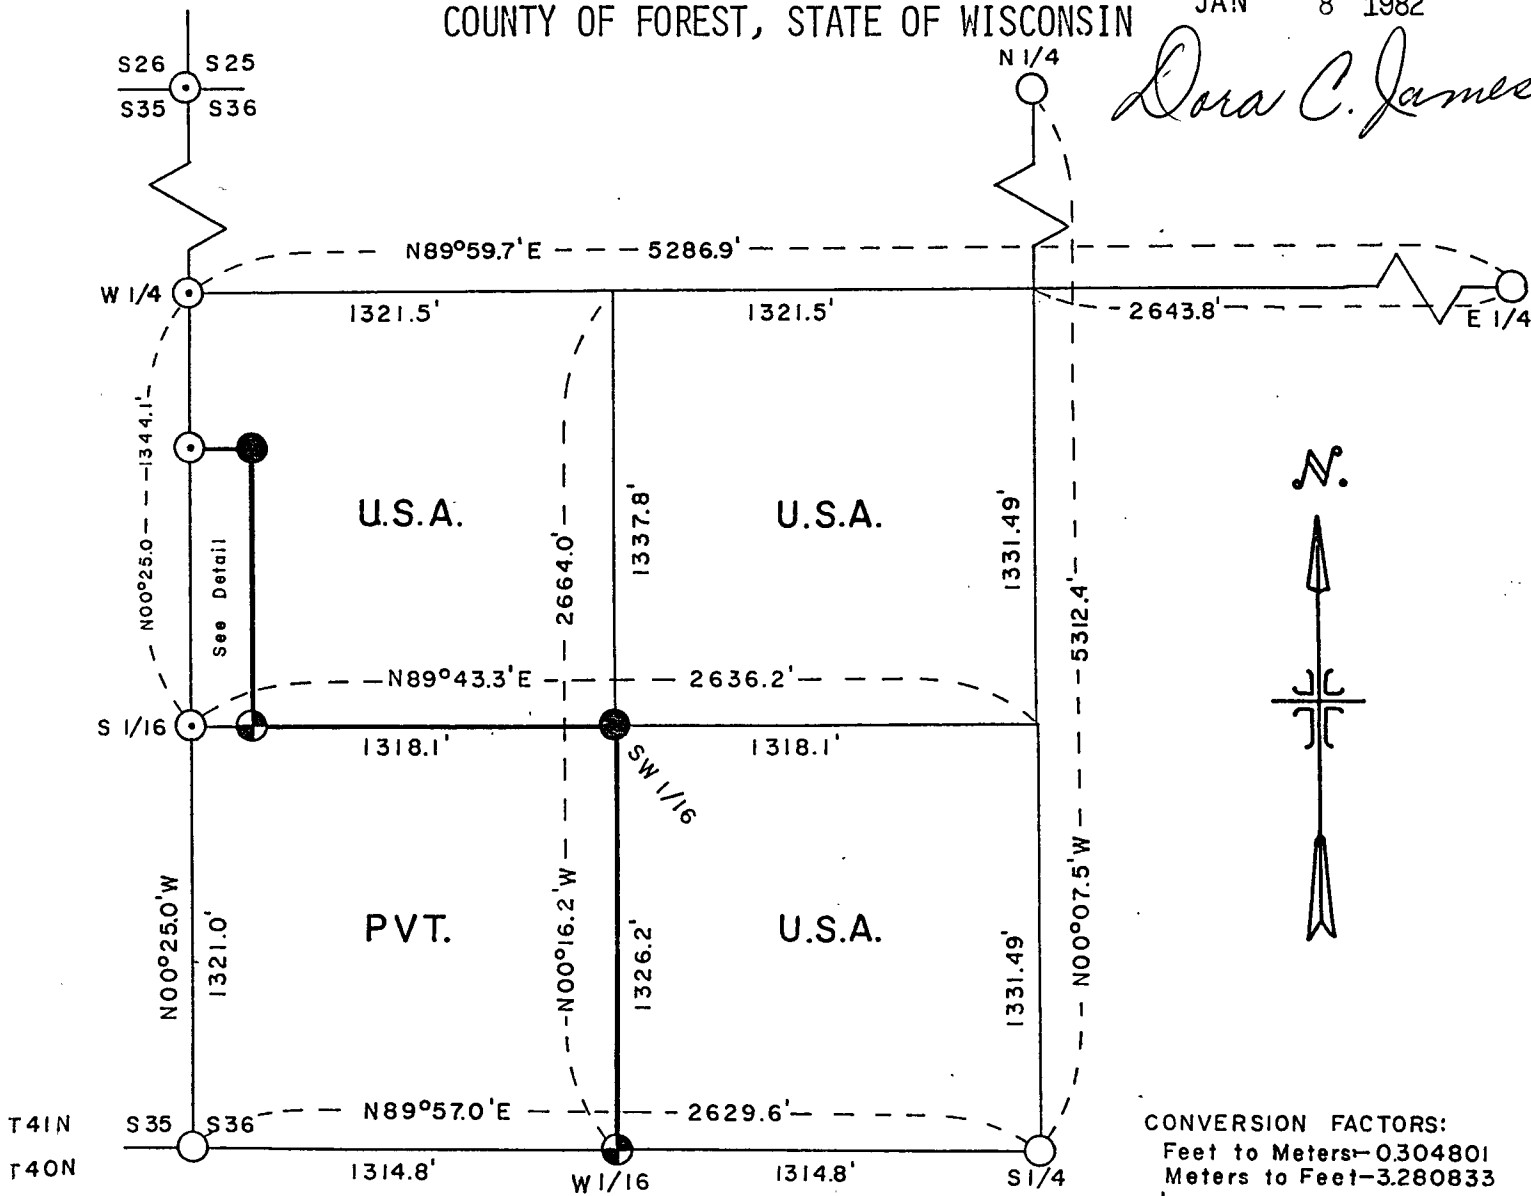 COUNTY OF FOREST, STATE OF WISCONSIN
JAN 8 1982
Dora C. James
S26 S25
S35 S36
N 1/4
N89°59.7'E 5286.9'
W 1/4
1321.5'
1321.5'
2643.8'
E 1/4
N00°25.0 1344.1'
See Detail
U.S.A.
2664.0'
1337.8'
U.S.A.
1331.49'
5312.4'
N.
N89°43.3'E 2636.2'
S 1/16
1318.1'
1318.1'
SW 1/16
N00°25.0'W
1321.0'
PVT.
N00°16.2'W
1326.2'
U.S.A.
1331.49'
N00°07.5'W
T41N
S35 S36
N89°57.0'E 2629.6'
T40N
1314.8'
W 1/16
1314.8'
S 1/4
CONVERSION FACTORS:
Feet to Meters-0.304801
Meters to Feet-3.280833